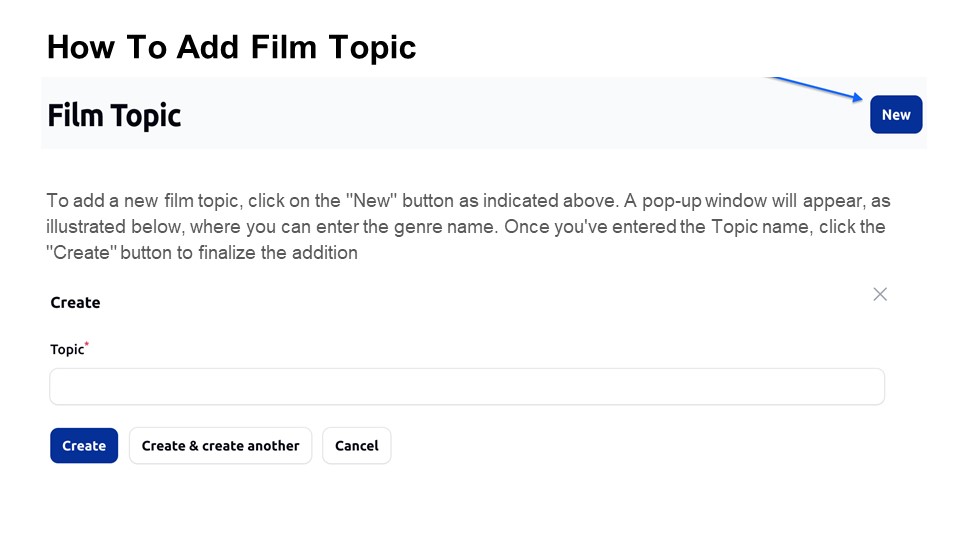 How To Add Film Topic
Film Topic
New
To add a new film topic, click on the "New" button as indicated above. A pop-up window will appear, as
illustrated below, where you can enter the genre name. Once you've entered the Topic name, click the
"Create" button to finalize the addition
Create
Topic*
Create Create & create another Cancel